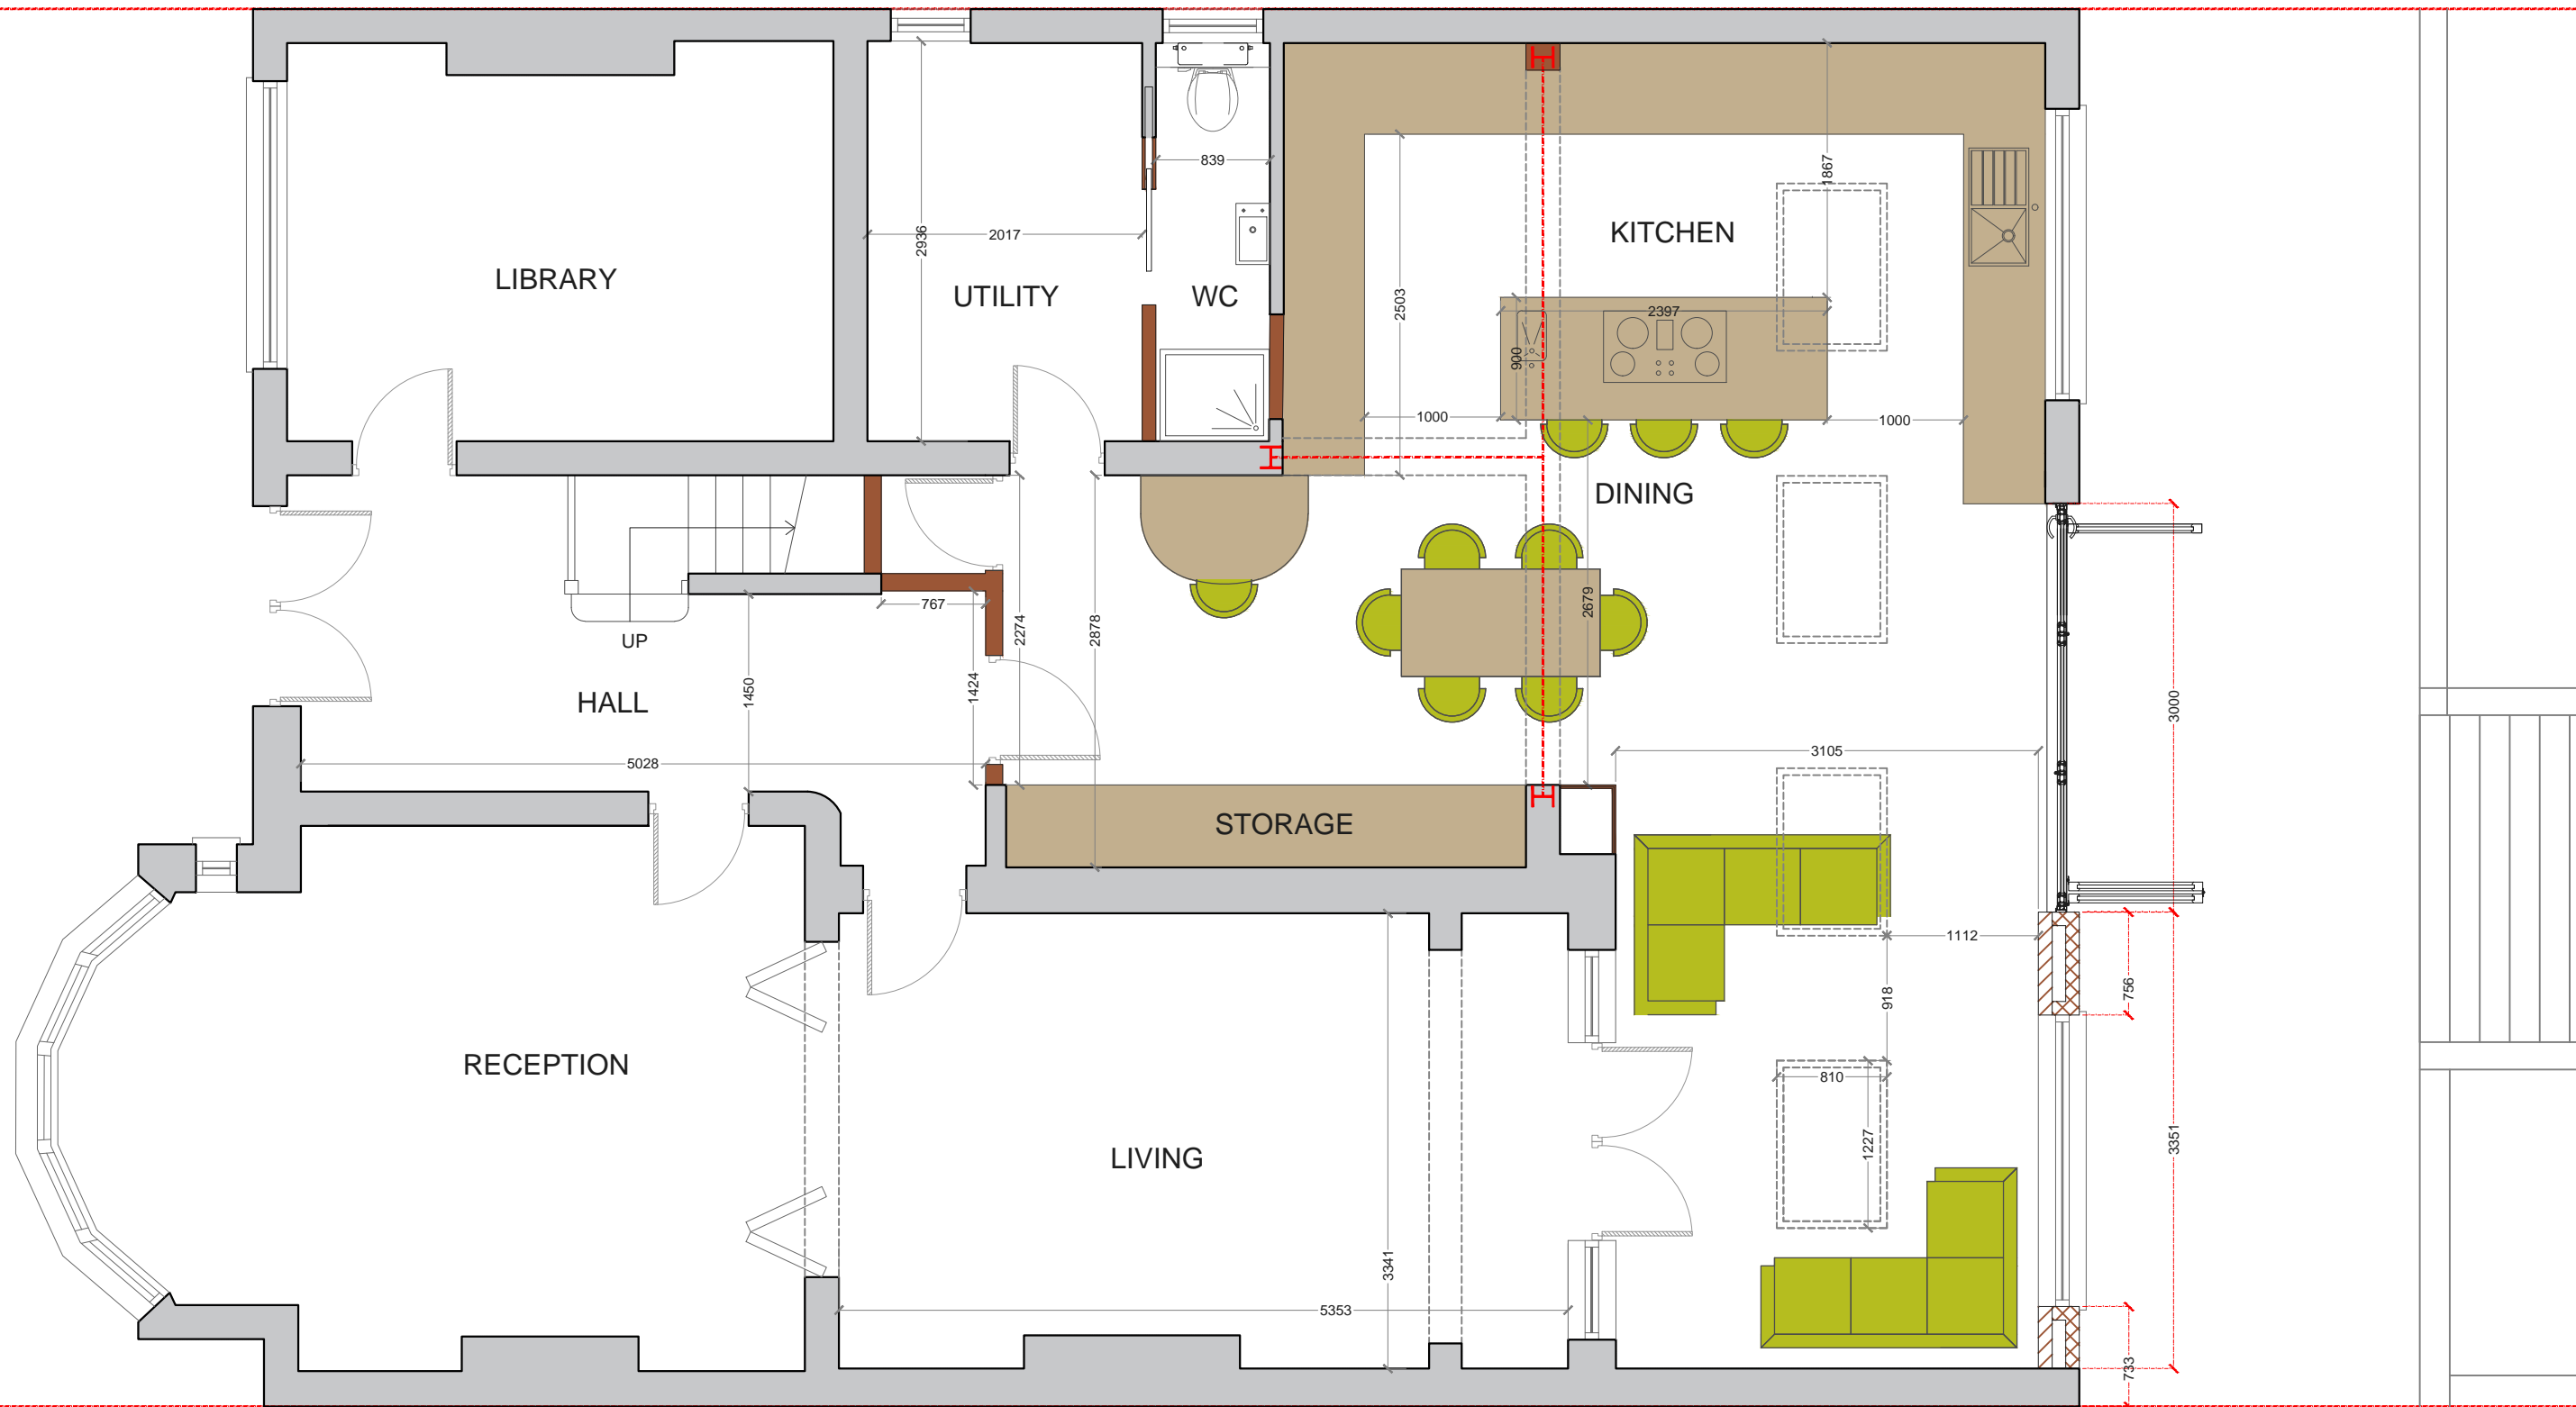 839
1867
KITCHEN
2936
2017
LIBRARY
UTILITY
WC
2503
2397
900
1000
1000
DINING
767
2274
2878
2679
UP
1450
1424
HALL
3000
3105
5028
STORAGE
1112
756
918
RECEPTION
810
1227
3351
LIVING
3341
5353
733